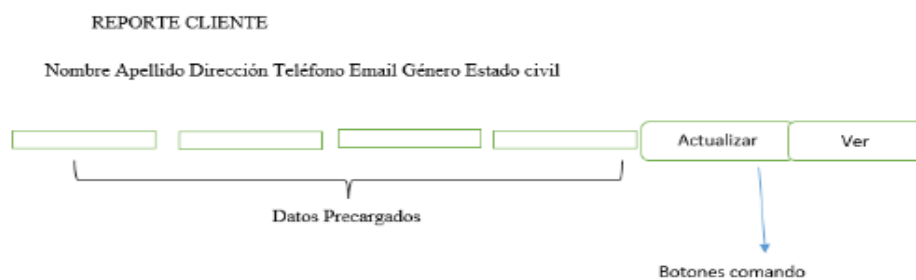 REPORTE CLIENTE
Nombre Apellido Dirección Teléfono Email Género Estado civil
Actualizar Ver
Datos Precargados
Botones comando